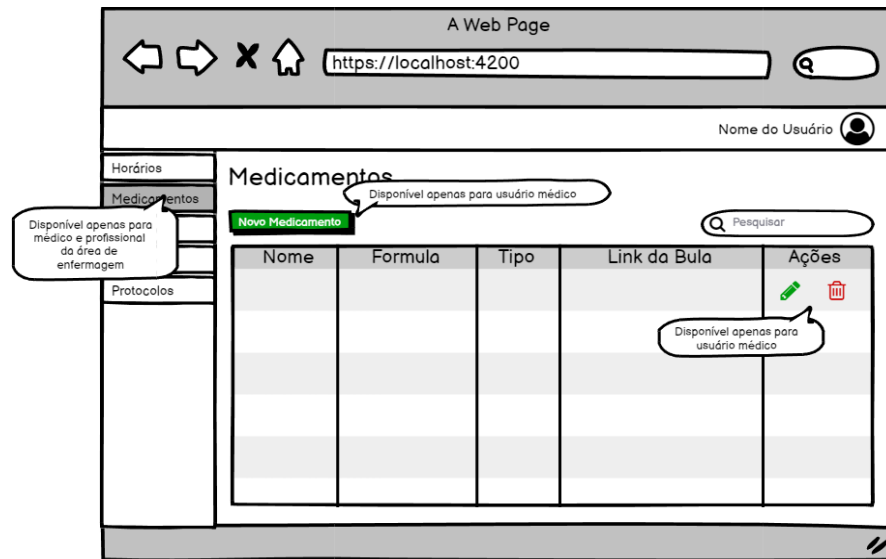 A Web Page
https://localhost:4200
Nome do Usuário
Horários
Medicamentos
Disponível apenas para
médico e profissional
da área de
enfermagem
Protocolos
Medicamentos
Disponível apenas para usuário médico
Novo Medicamento
Pesquisar
Nome Formula Tipo Link da Bula Ações
Disponível apenas para
usuário médico